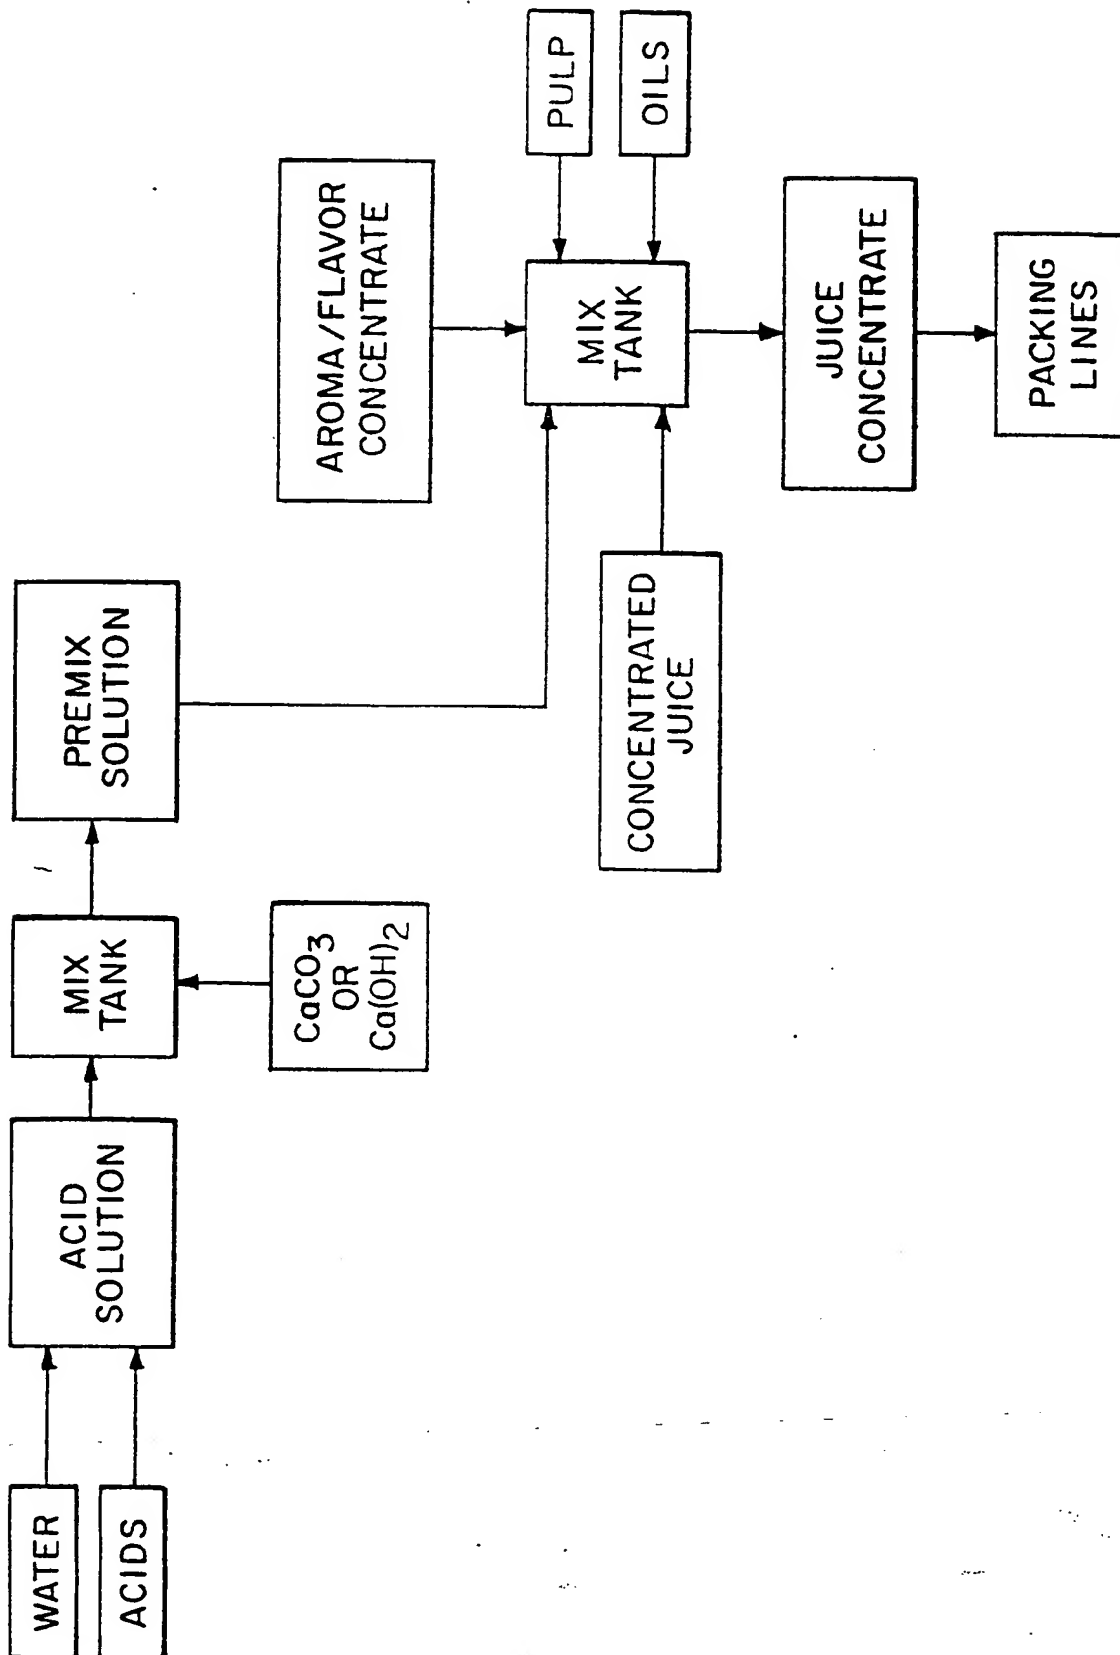 WATER
ACIDS
ACID
SOLUTION
MIX
TANK
CaCO3
OR
Ca(OH)2
PREMIX
SOLUTION
AROMA/FLAVOR
CONCENTRATE
CONCENTRATED
JUICE
MIX
TANK
PULP
OILS
JUICE
CONCENTRATE
PACKING
LINES